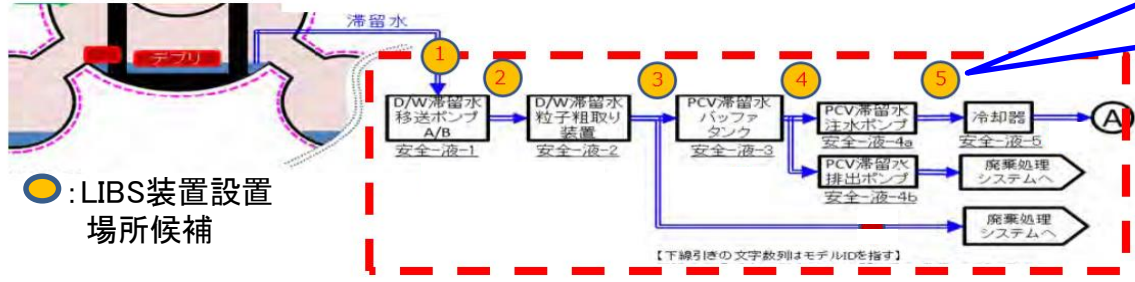 滞留水
デブリ
1
2
3
4
5
D/W滞留水
移送ポンプ
A/B
安全-液-1
D/W滞留水
粒子粗取り
装置
安全-液-2
PCV滞留水
バッファ
タンク
安全-液-3
PCV滞留水
注水ポンプ
安全-液-4a
冷却器
安全-液-5
A
PCV滞留水
排出ポンプ
安全-液-4b
廃棄処理
システムへ
廃棄処理
システムへ
:LIBS装置設置
場所候補
【下線引きの文字数列はモデルIDを指す】